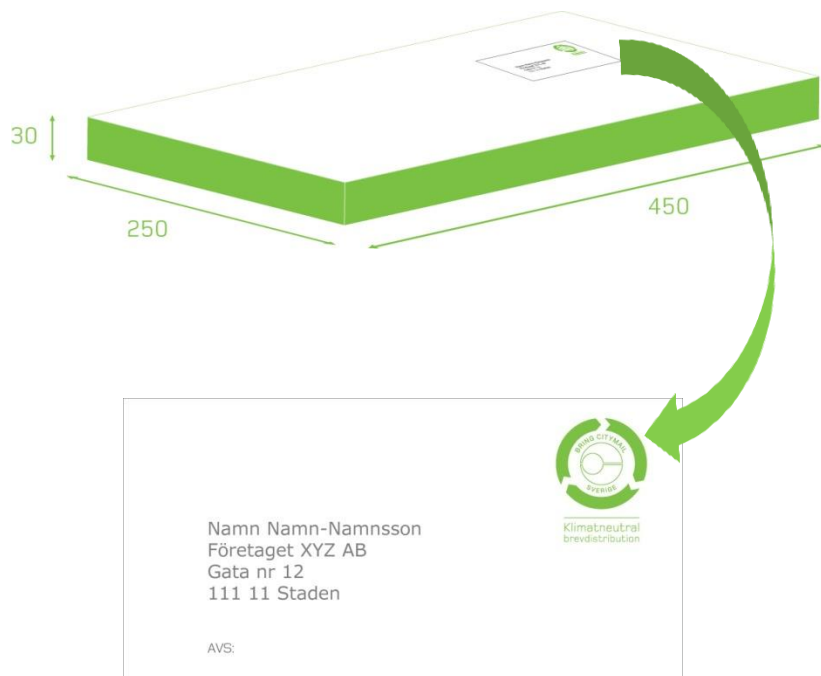 30
250
450
BRING CITYMAIL
SVERIGE
Klimatneutral
brevdistribution
Namn Namn-Namnsson
Företaget XYZ AB
Gata nr 12
111 11 Staden
AVS: